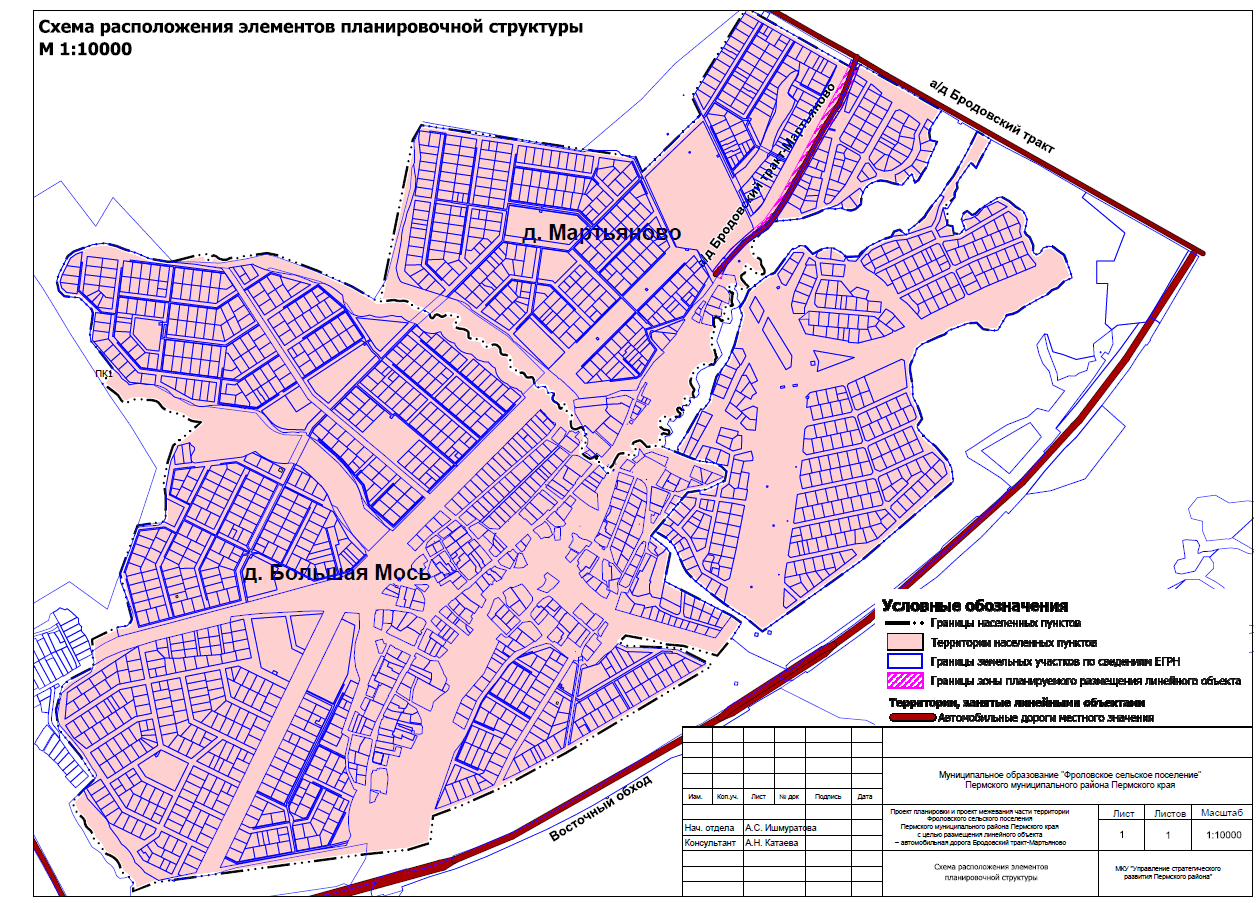 Схема расположения элементов планировочной структуры
М 1:10000
а/д Бродовский тракт
а/д Бродовский тракт-Мартьяново
д. Мартьяново
ПК1
д. Большая Мось
Восточный обход
Условные обозначения
Границы населенных пунктов
Территории населенных пунктов
Границы земельных участков по сведениям ЕГРН
Границы зоны планируемого размещения линейного объекта
Территории, занятые линейными объектами
Автомобильные дороги местного значения
Муниципальное образование "Фроловское сельское поселение"
Пермского муниципального района Пермского края
Изм. Кол.уч. Лист № док Подпись Дата
Проект планировки и проект межевания части территории
Фроловского сельского поселения
Пермского муниципального района Пермского края
с целью размещения линейного объекта
– автомобильная дорога Бродовский тракт-Мартьяново
Лист Листов Масштаб
1 1 1:10000
Нач. отдела А.С. Ишмуратова
Консультант А.Н. Катаева
Схема расположения элементов
планировочной структуры
МКУ "Управление стратегического
развития Пермского района"